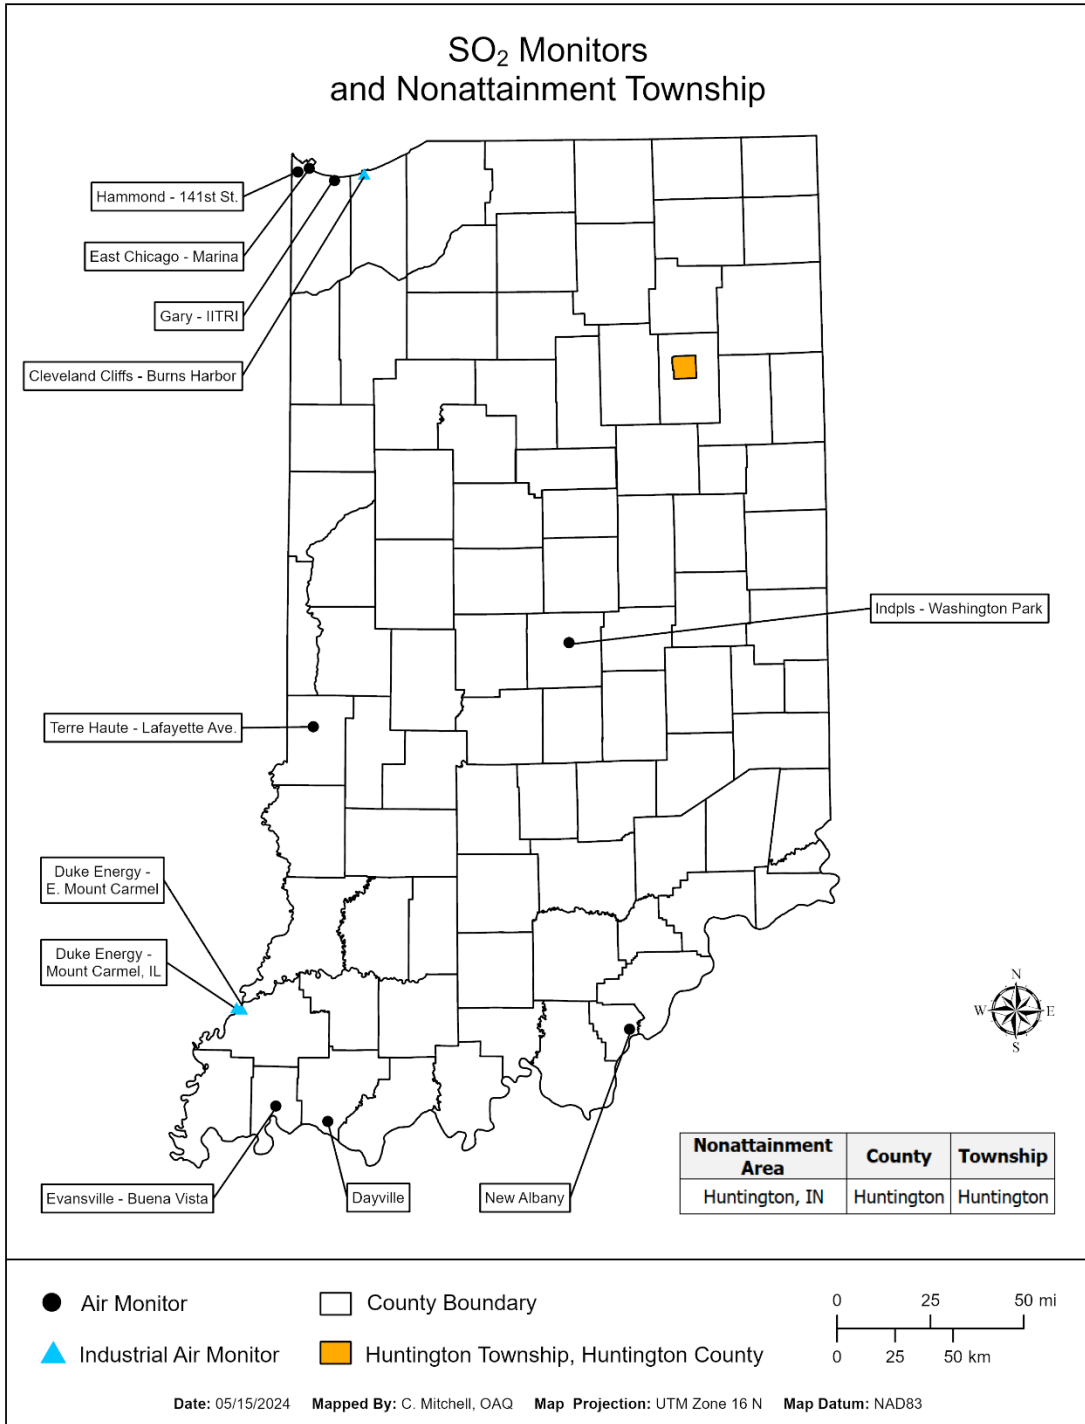 SO₂ Monitors
and Nonattainment Township
Hammond - 141st St.
East Chicago - Marina
Gary - IITRI
Cleveland Cliffs - Burns Harbor
Indpls - Washington Park
Terre Haute - Lafayette Ave.
Duke Energy -
E. Mount Carmel
Duke Energy -
Mount Carmel, IL
N
W E
S
Evansville - Buena Vista
Dayville
New Albany
Nonattainment Area County Township
Huntington, IN Huntington Huntington
Air Monitor
County Boundary
Industrial Air Monitor
Huntington Township, Huntington County
0 25 50 mi
0 25 50 km
Date: 05/15/2024 Mapped By: C. Mitchell, OAQ Map Projection: UTM Zone 16 N Map Datum: NAD83